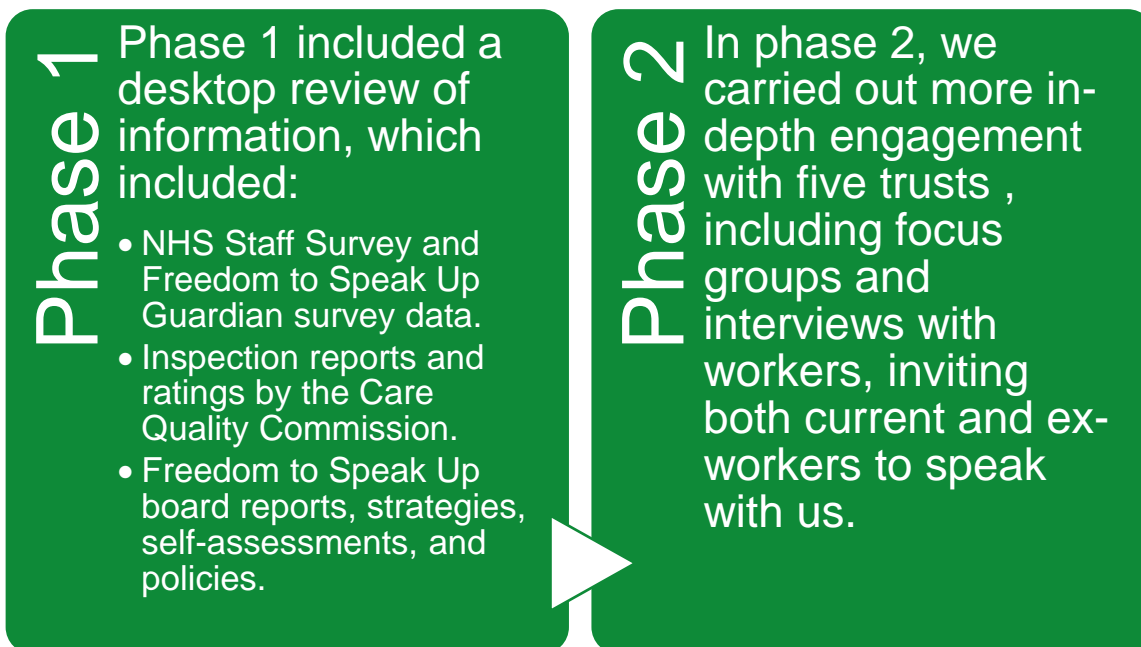 Phase 1
Phase 1 included a
desktop review of
information, which
included:
• NHS Staff Survey and
Freedom to Speak Up
Guardian survey data.
• Inspection reports and
ratings by the Care
Quality Commission.
• Freedom to Speak Up
board reports, strategies,
self-assessments, and
policies.
Phase 2
In phase 2, we
carried out more in-
depth engagement
with five trusts ,
including focus
groups and
interviews with
workers, inviting
both current and ex-
workers to speak
with us.